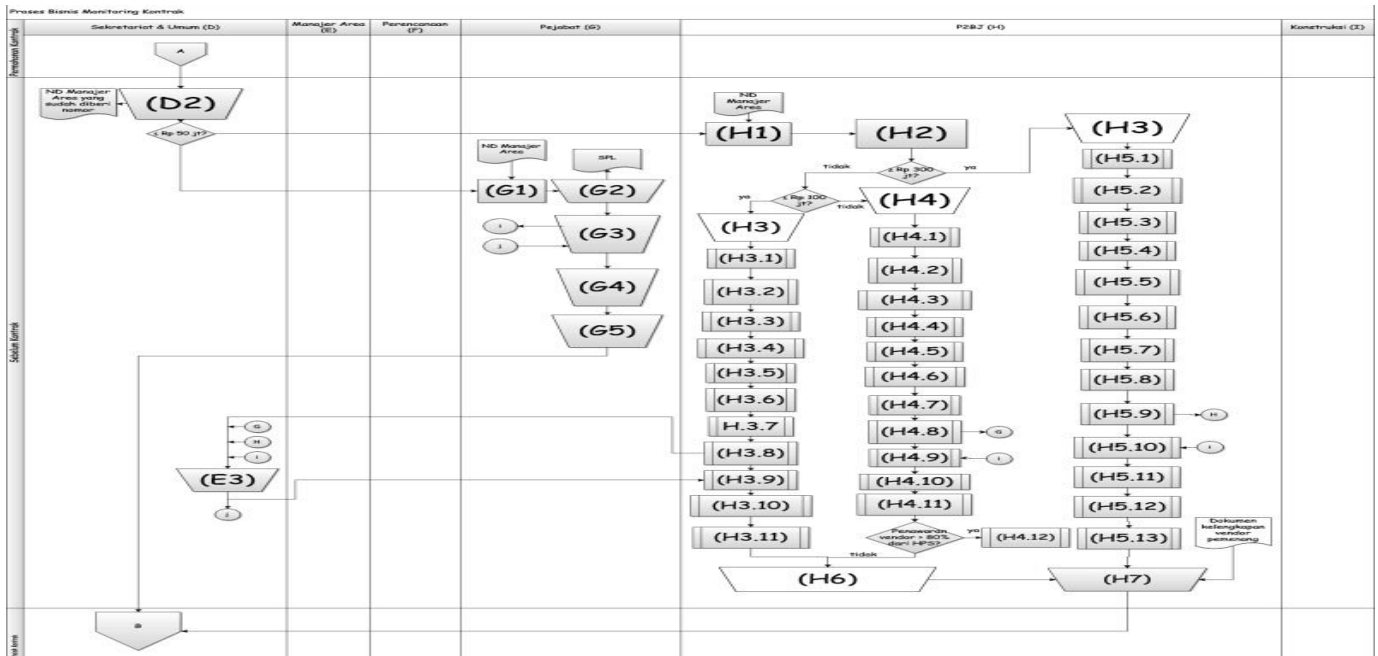 Proses Bisnis Monitoring Kontrak
Sekretariat & Umum (D)
Manajer Area
(E)
Perencanaan
(F)
Pejabat (G)
P2BJ (H)
Konstruksi (I)
Permohonan Kontrak
A
ND Manajer
Area yang
sudah diberi
nomor
(D2)
≤ Rp 50 jt?
ND
Manajer
Area
(H1)
(H2)
(H3)
ND Manajer
Area
SPL
(G1)
(G2)
(G3)
(G4)
(G5)
tidak
≤ Rp 300
jt?
ya
ya
≤ Rp 100
jt?
tidak
(H4)
(H3)
(H3.1)
(H3.2)
(H3.3)
(H3.4)
(H3.5)
(H3.6)
H.3.7
(H3.8)
(H3.9)
(H3.10)
(H3.11)
(H4.1)
(H4.2)
(H4.3)
(H4.4)
(H4.5)
(H4.6)
(H4.7)
(H4.8)
G
(H4.9)
(H4.10)
(H4.11)
Penawaran
vendor > 80%
dari HPS?
ya
(H4.12)
tidak
(H5.1)
(H5.2)
(H5.3)
(H5.4)
(H5.5)
(H5.6)
(H5.7)
(H5.8)
(H5.9)
H
(H5.10)
(H5.11)
(H5.12)
(H5.13)
Dokumen
kelengkapan
vendor
pemenang
Sebelum Kontrak
G
H
(E3)
(H6)
(H7)
B